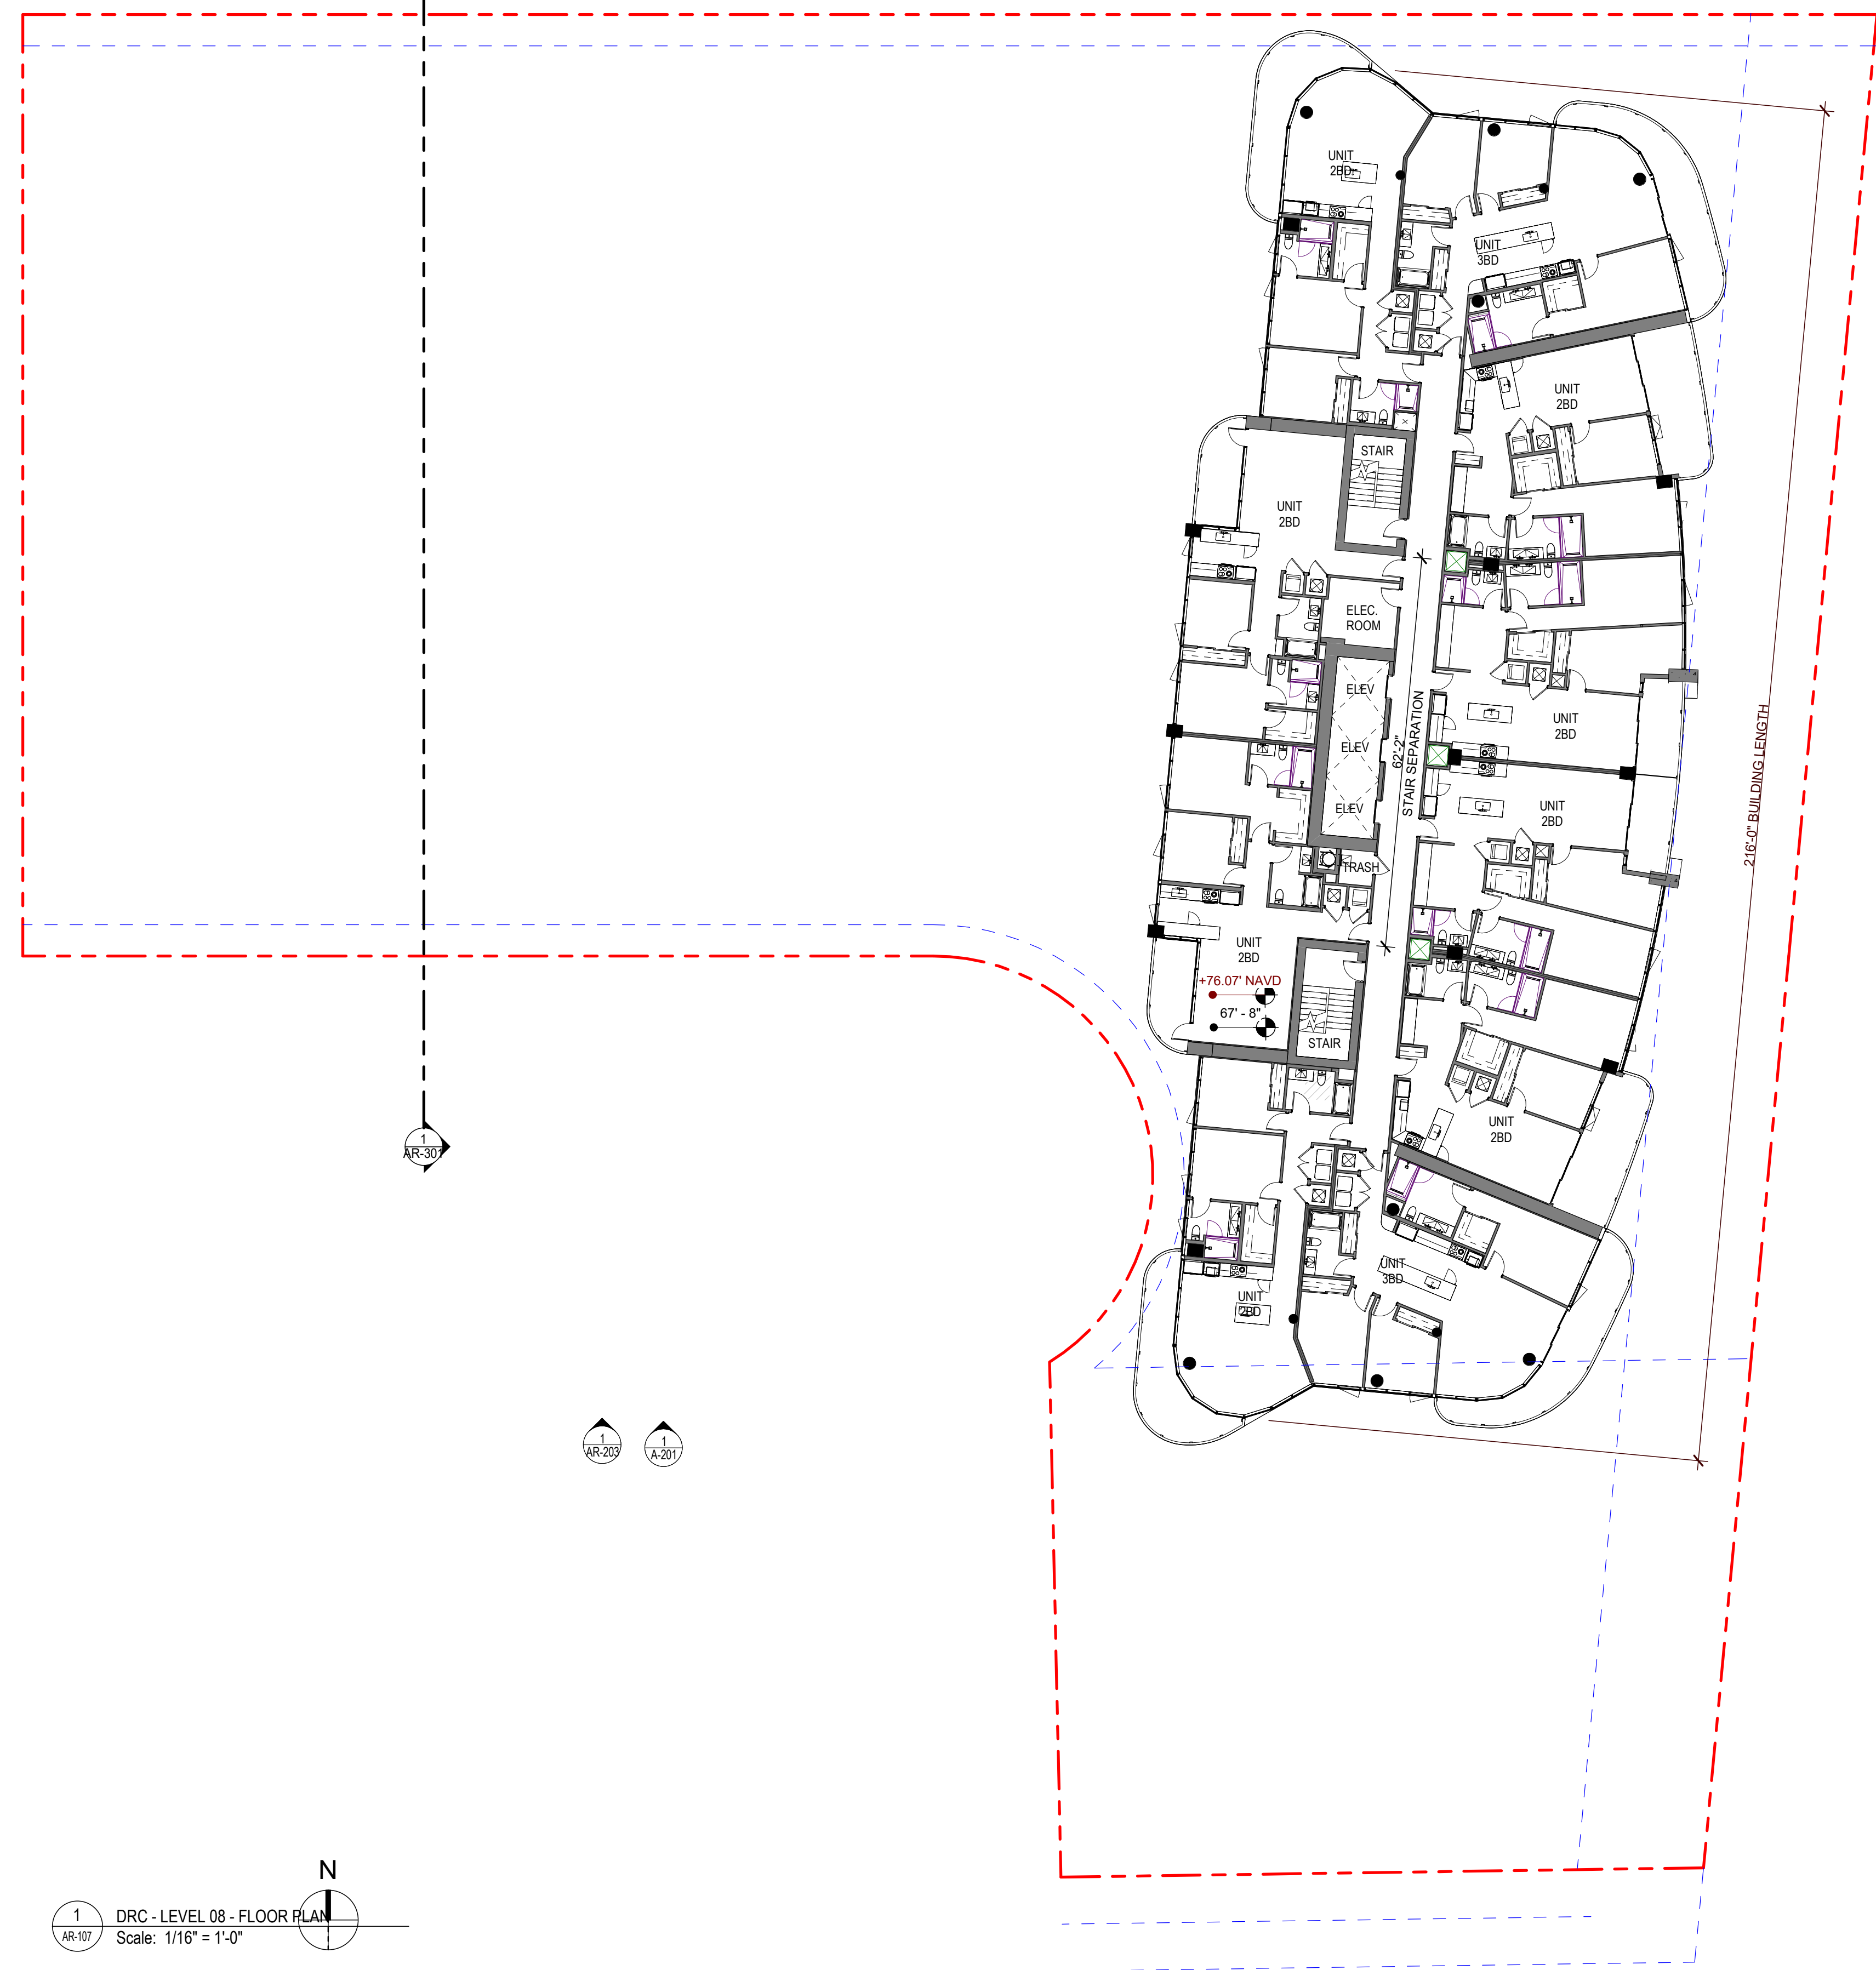 UNIT
2BD
UNIT
3BD
UNIT
2BD
STAIR
UNIT
2BD
ELEC.
ROOM
ELEV
ELEV
ELEV
62'-2"
STAIR SEPARATION
UNIT
2BD
UNIT
2BD
216'-0" BUILDING LENGTH
TRASH
UNIT
2BD
+76.07' NAVD
67' - 8"
STAIR
UNIT
2BD
UNIT
3BD
UNIT
2BD
1
AR-301
1
AR-203
1
A-201
N
1
AR-107
DRC - LEVEL 08 - FLOOR PLAN
Scale: 1/16" = 1'-0"